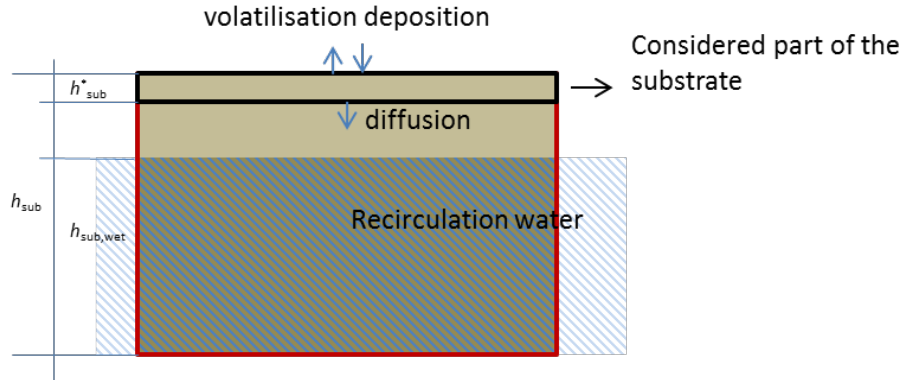 volatilisation deposition
Considered part of the
substrate
h*sub
diffusion
hsub
Recirculation water
hsub,wet